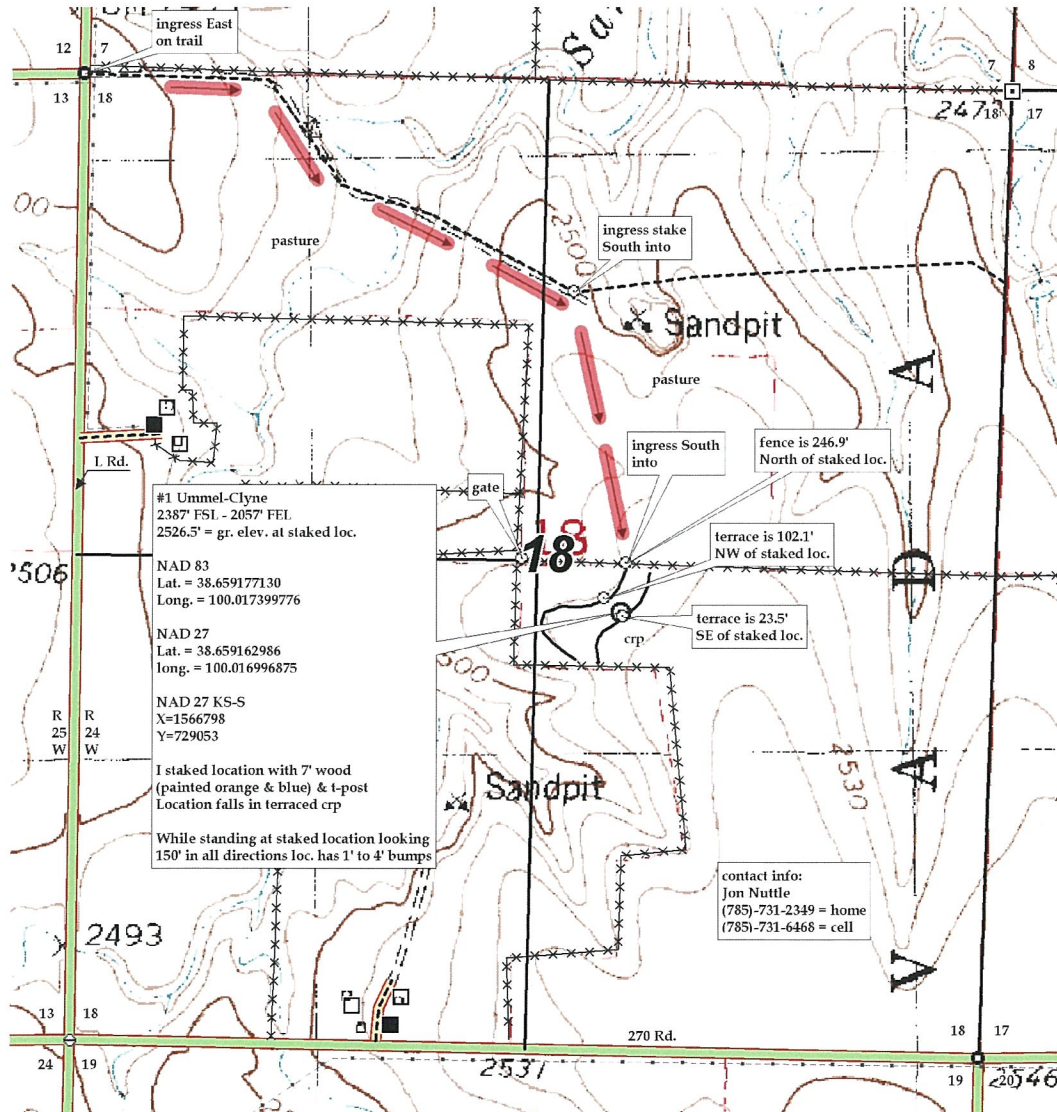 ingress East
on trail
12 7
13 18
7 8
18 17
2473
Sa
00
pasture
2500
ingress stake
South into
Sandpit
pasture
A
L Rd.
ingress South
into
fence is 246.9'
North of staked loc.
gate
#1 Ummel-Clyne
2387' FSL - 2057' FEL
2526.5' = gr. elev. at staked loc.
NAD 83
Lat. = 38.659177130
Long. = 100.017399776
NAD 27
Lat. = 38.659162986
long. = 100.016996875
NAD 27 KS-S
X=1566798
Y=729053
I staked location with 7' wood
(painted orange & blue) & t-post
Location falls in terraced crp
While standing at staked location looking
150' in all directions loc. has 1' to 4' bumps
18
18
terrace is 102.1'
NW of staked loc.
2506
D
terrace is 23.5'
SE of staked loc.
crp
600
R R
25 24
W W
A
2530
Sandpit
contact info:
Jon Nuttle
(785)-731-2349 = home
(785)-731-6468 = cell
2493
V
13 18
24 19
270 Rd.
18 17
19 20
2531
2546